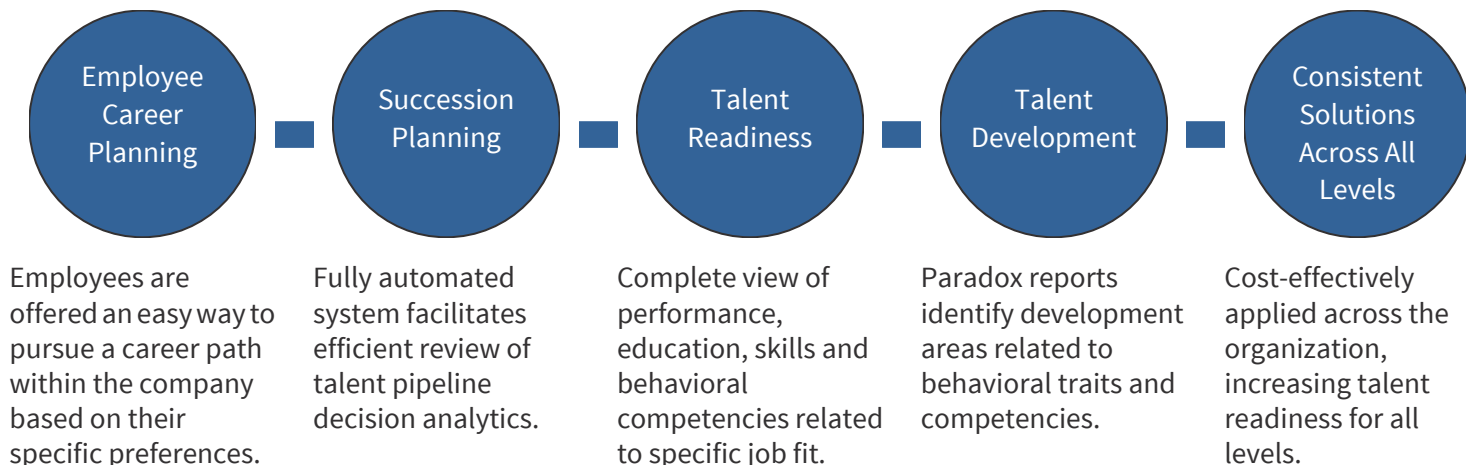 Employee
Career
Planning
Succession
Planning
Talent
Readiness
Talent
Development
Consistent
Solutions
Across All
Levels
Employees are
offered an easy way to
pursue a career path
within the company
based on their
specific preferences.
Fully automated
system facilitates
efficient review of
talent pipeline
decision analytics.
Complete view of
performance,
education, skills and
behavioral
competencies related
to specific job fit.
Paradox reports
identify development
areas related to
behavioral traits and
competencies.
Cost-effectively
applied across the
organization,
increasing talent
readiness for all
levels.